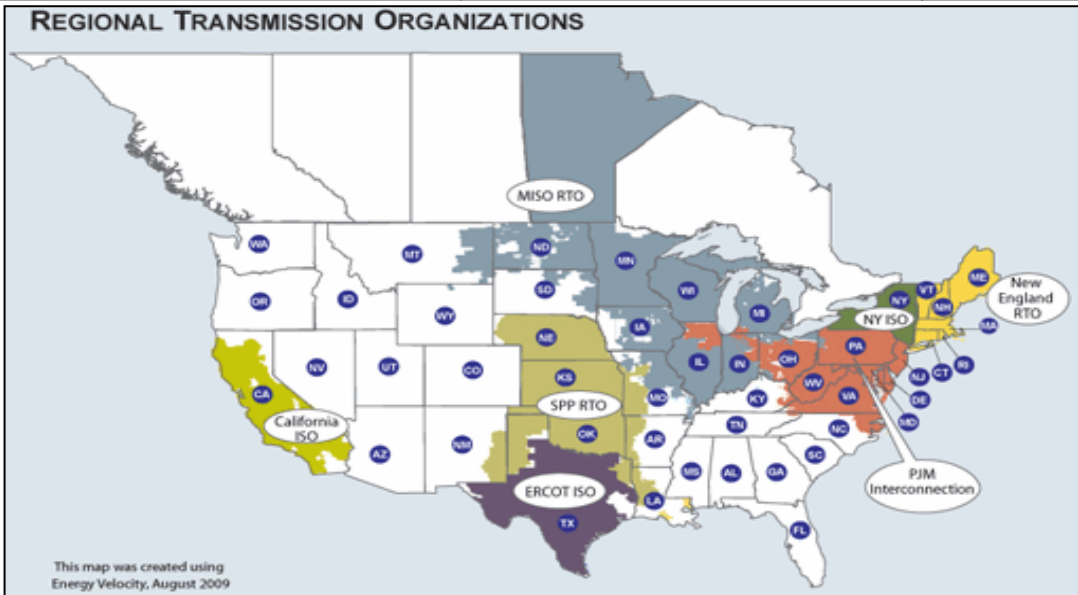 REGIONAL TRANSMISSION ORGANIZATIONS
MISO RTO
WA
MT
ND
MN
ME
VT
NH
New
England
RTO
OR
ID
SD
WI
MI
NY
NY ISO
MA
WY
IA
NE
PA
RI
CT
NJ
NV
UT
CO
KS
IL
IN
OH
WV
VA
DE
MD
CA
California
ISO
SPP RTO
MO
KY
AZ
NM
OK
AR
TN
NC
SC
PJM
Interconnection
ERCOT ISO
TX
LA
MS
AL
GA
FL
This map was created using
Energy Velocity, August 2009